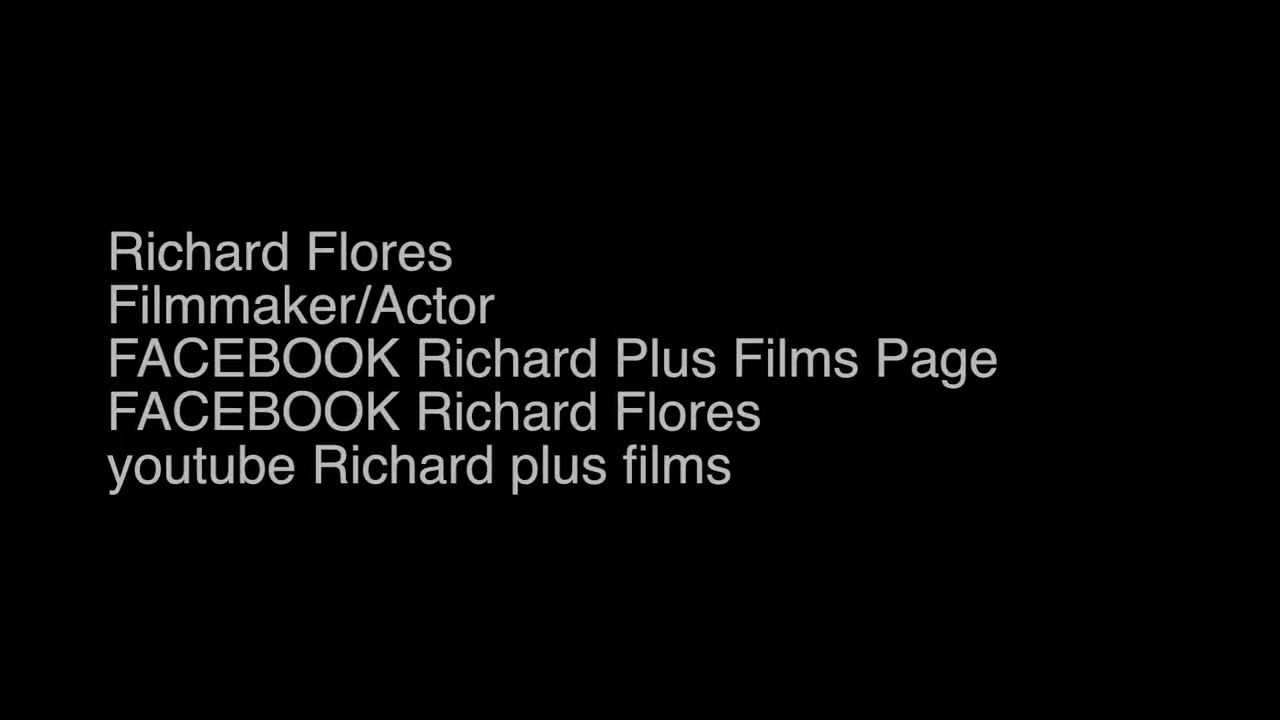 Richard Flores
Filmmaker/Actor
FACEBOOK Richard Plus Films Page
FACEBOOK Richard Flores
youtube Richard plus films